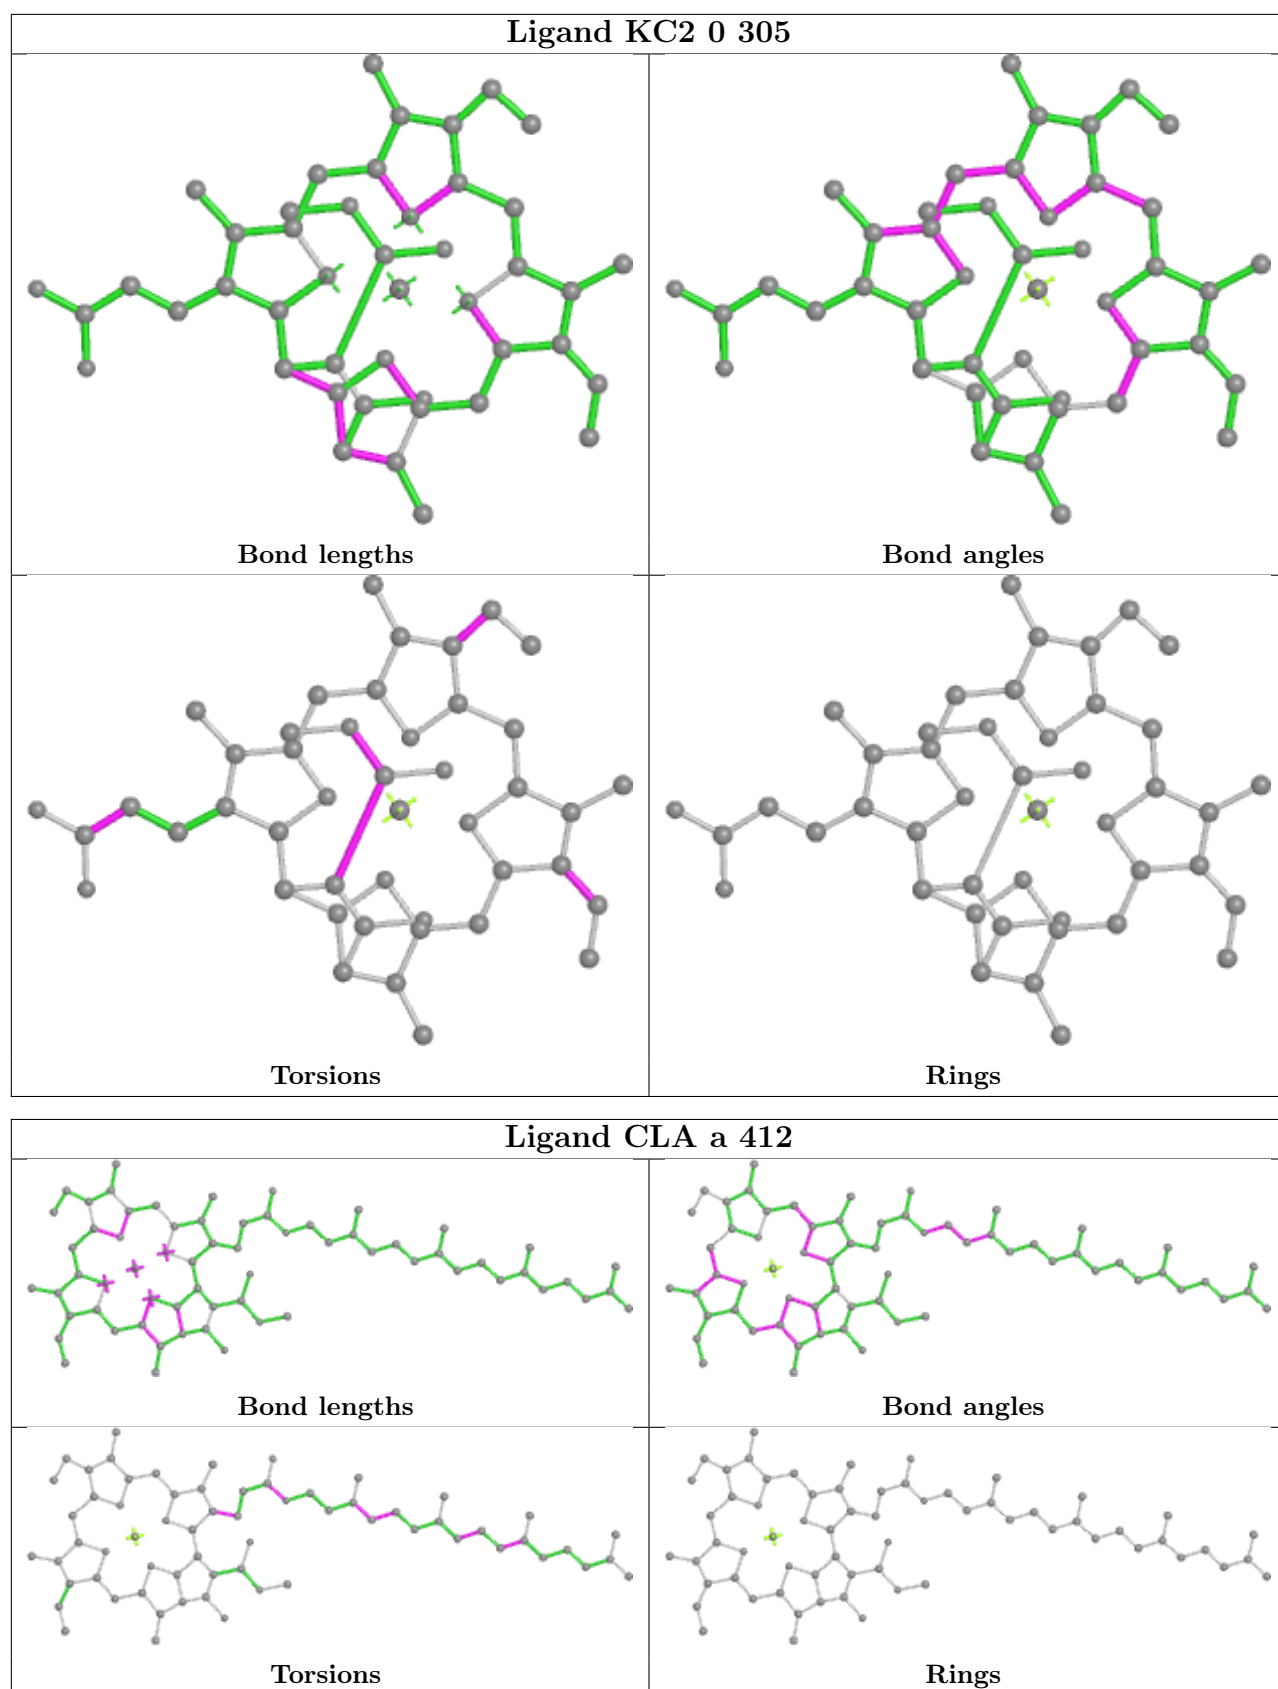 Ligand KC2 0 305
Bond lengths
Bond angles
Torsions
Rings
Ligand CLA a 412
Bond lengths
Bond angles
Torsions
Rings